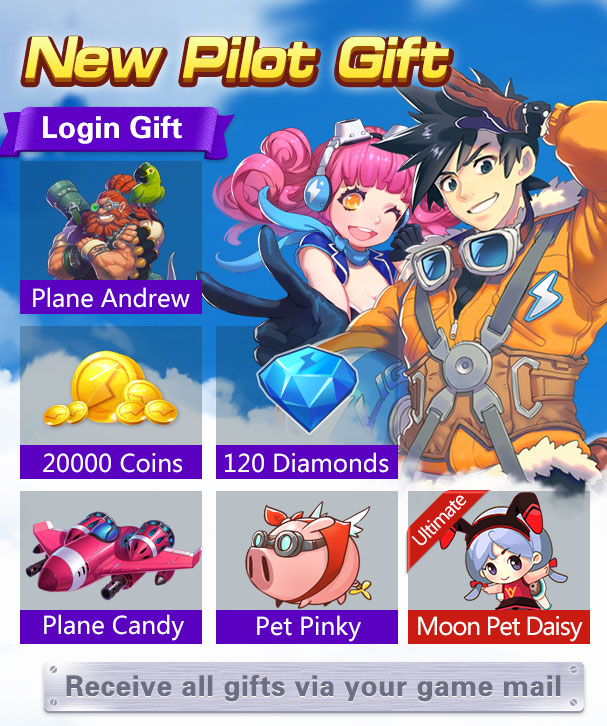 New Pilot Gift
Login Gift
Plane Andrew
20000 Coins
120 Diamonds
Plane Candy
Pet Pinky
Ultimate
Moon Pet Daisy
Receive all gifts via your game mail